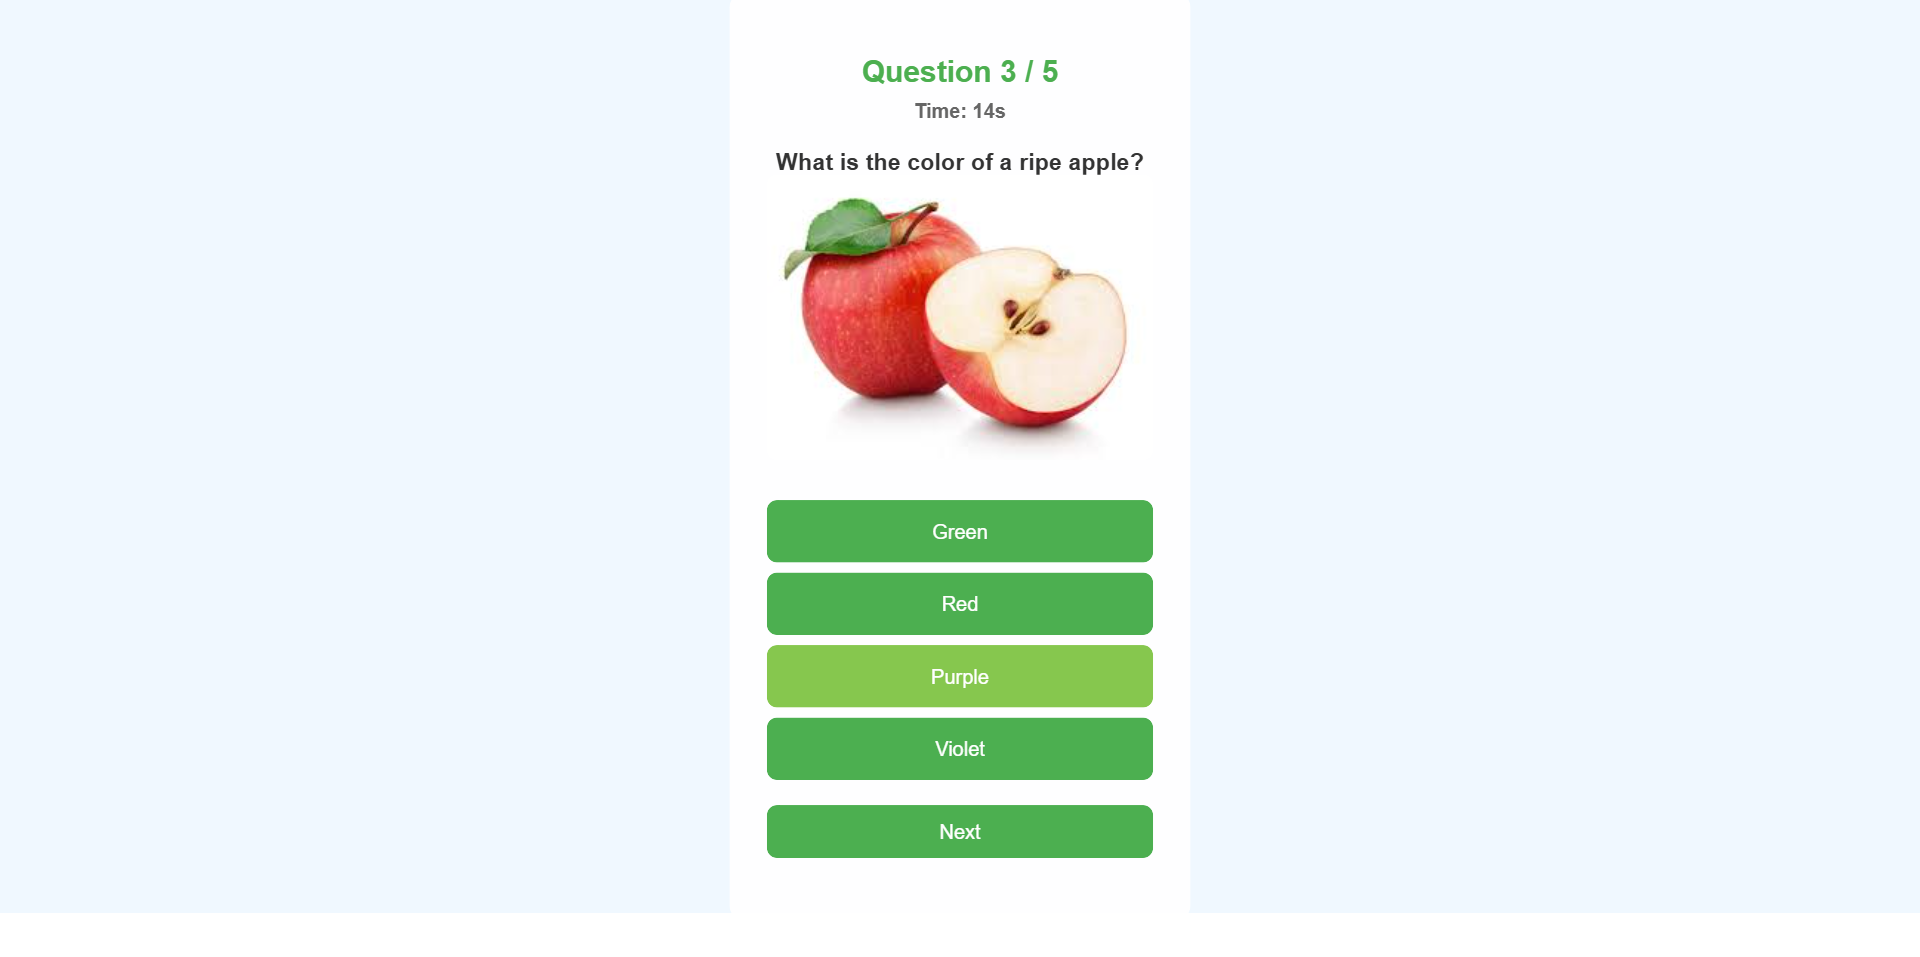 Question 3 / 5
Time: 14s
What is the color of a ripe apple?
Green
Red
Purple
Violet
Next